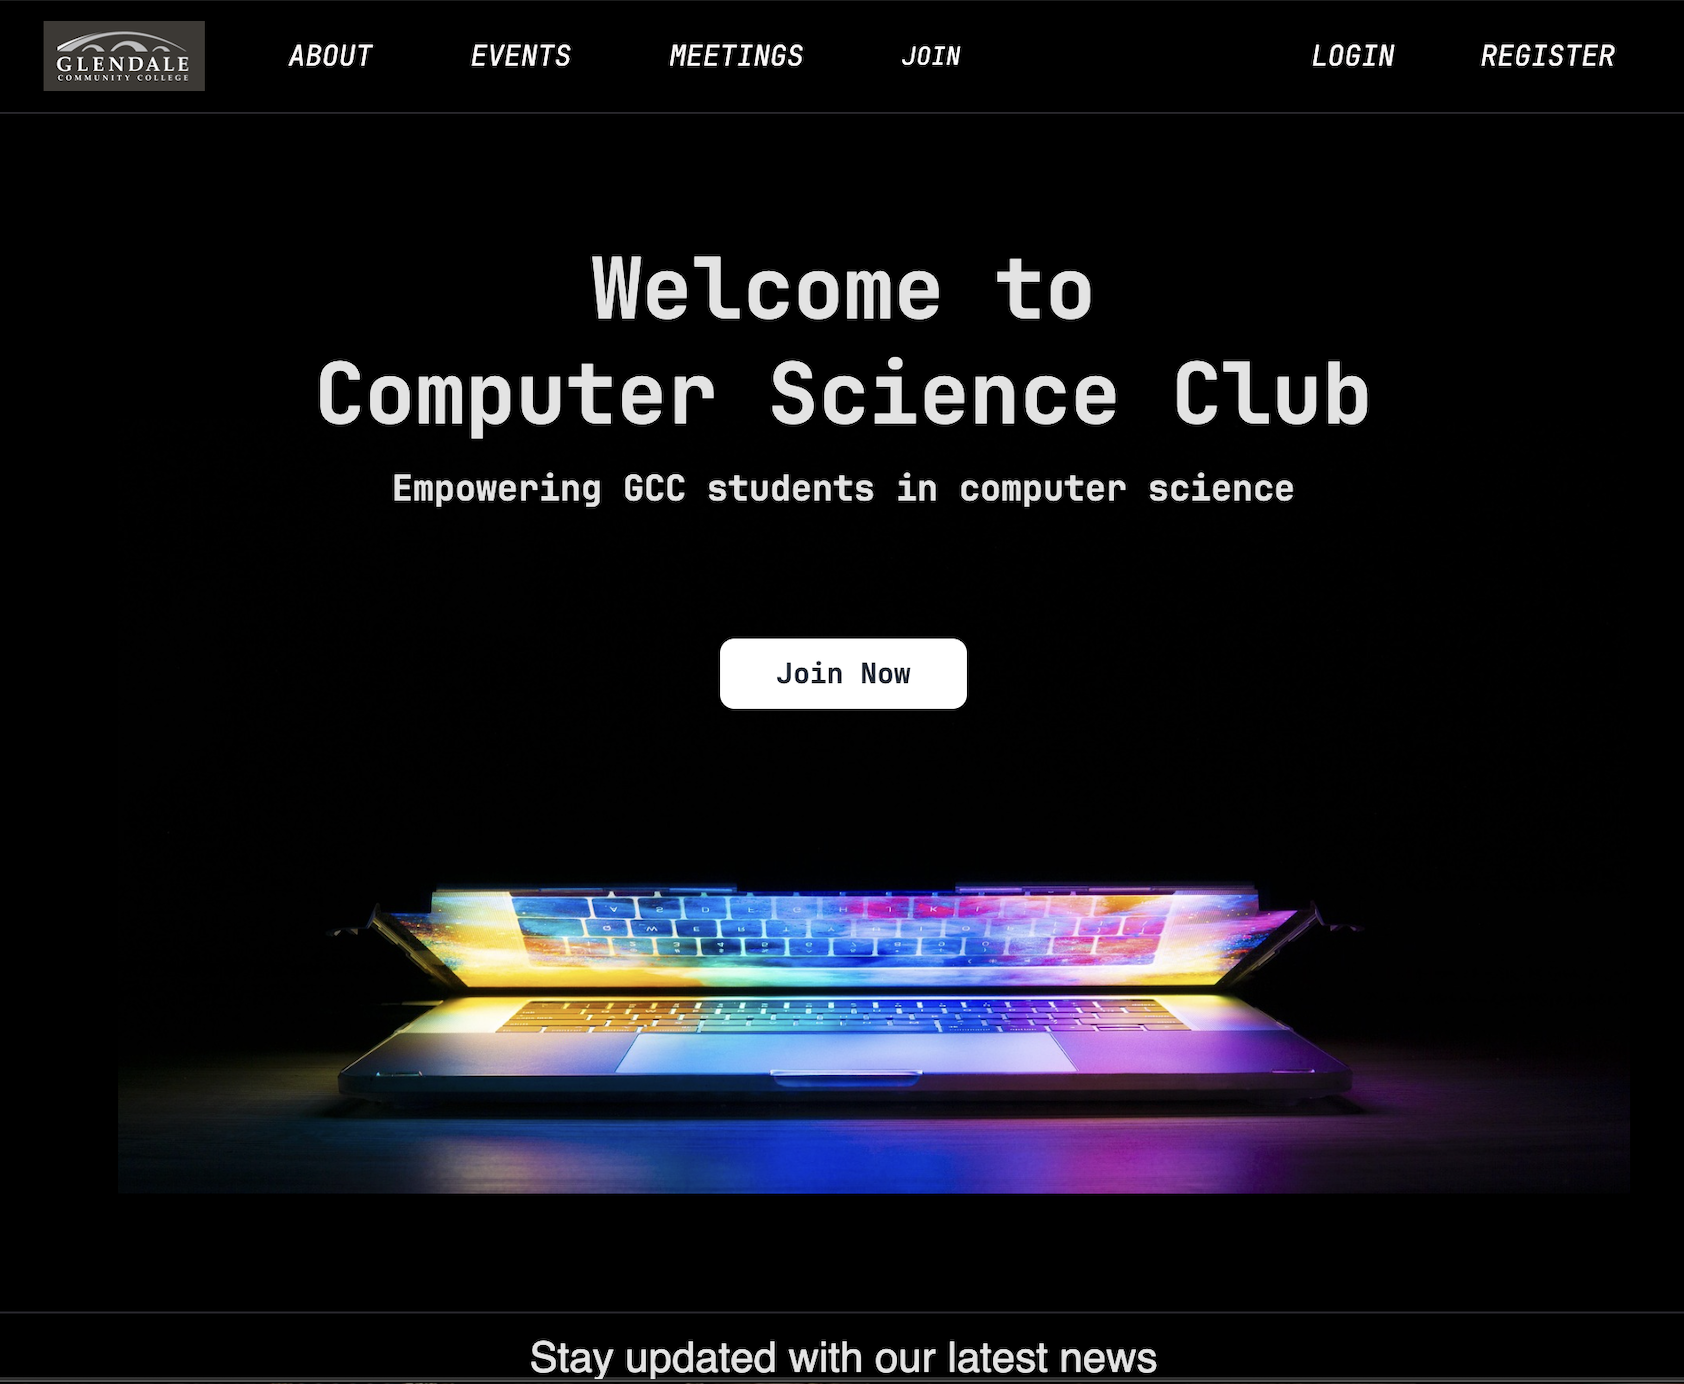 GLENDALE
COMMUNITY COLLEGE
ABOUT
EVENTS
MEETINGS
JOIN
LOGIN
REGISTER
Welcome to
Computer Science Club
Empowering GCC students in computer science
Join Now
Stay updated with our latest news